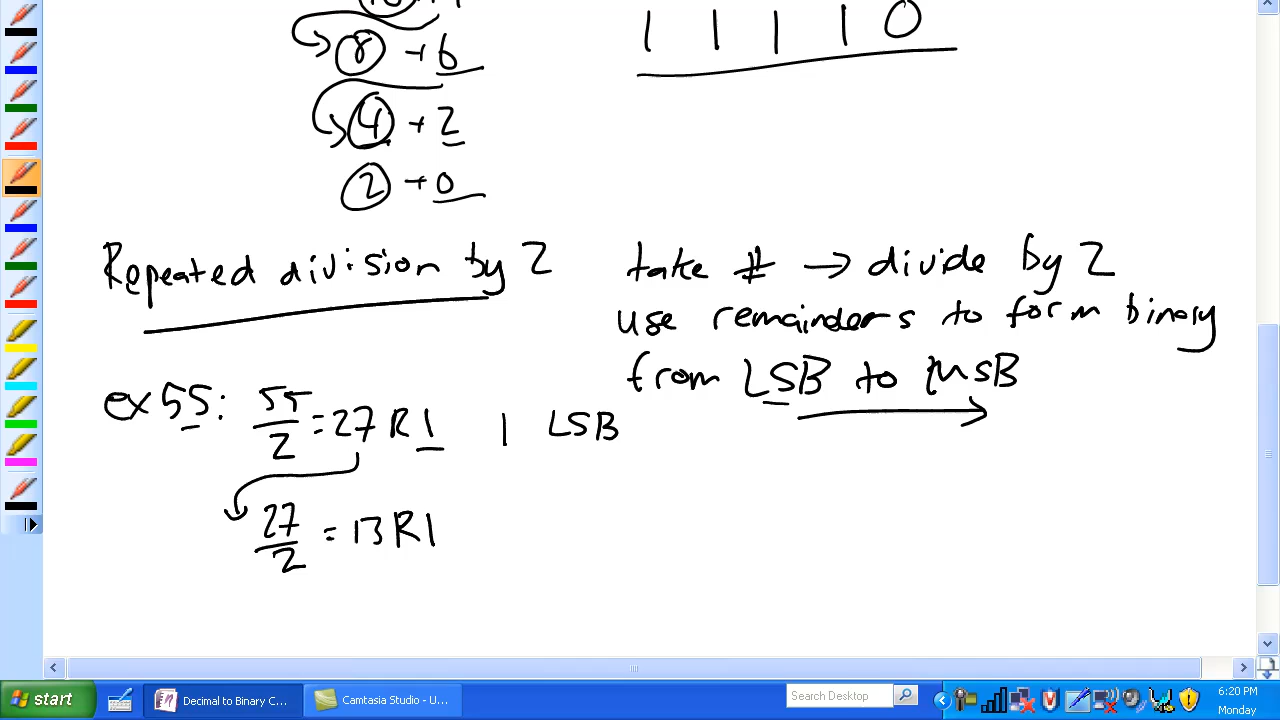 8 + 6
4 + 2
2 + 0
1 1 1 1 0
Repeated division by 2
take # → divide by 2
use remainders to form binary
from LSB to MSB
ex 55: 55/2 = 27 R 1 1 LSB
27/2 = 13 R 1
start
Decimal to Binary C...
Camtasia Studio - U...
Search Desktop
6:20 PM
Monday